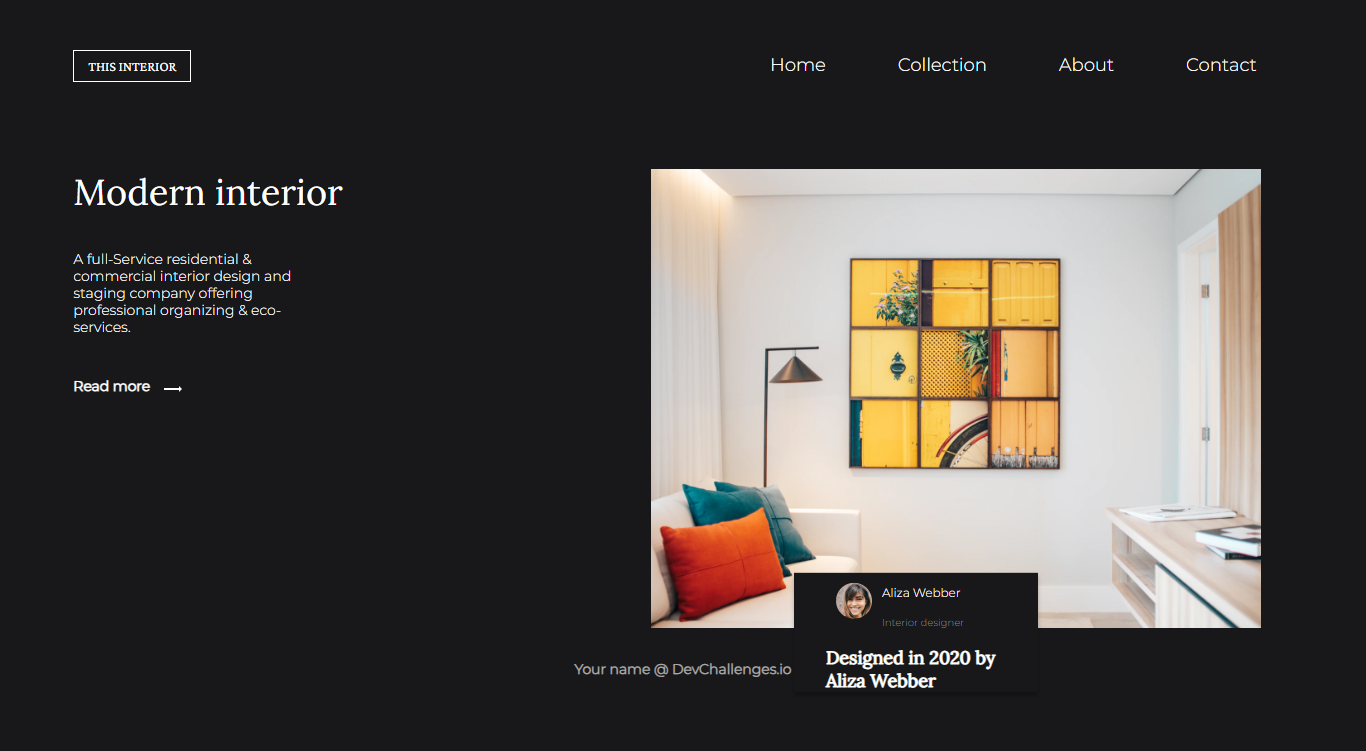 THIS INTERIOR
Home
Collection
About
Contact
Modern interior
A full-Service residential &
commercial interior design and
staging company offering
professional organizing & eco-
services.
Read more
Aliza Webber
Interior designer
Designed in 2020 by
Aliza Webber
Your name @ DevChallenges.io